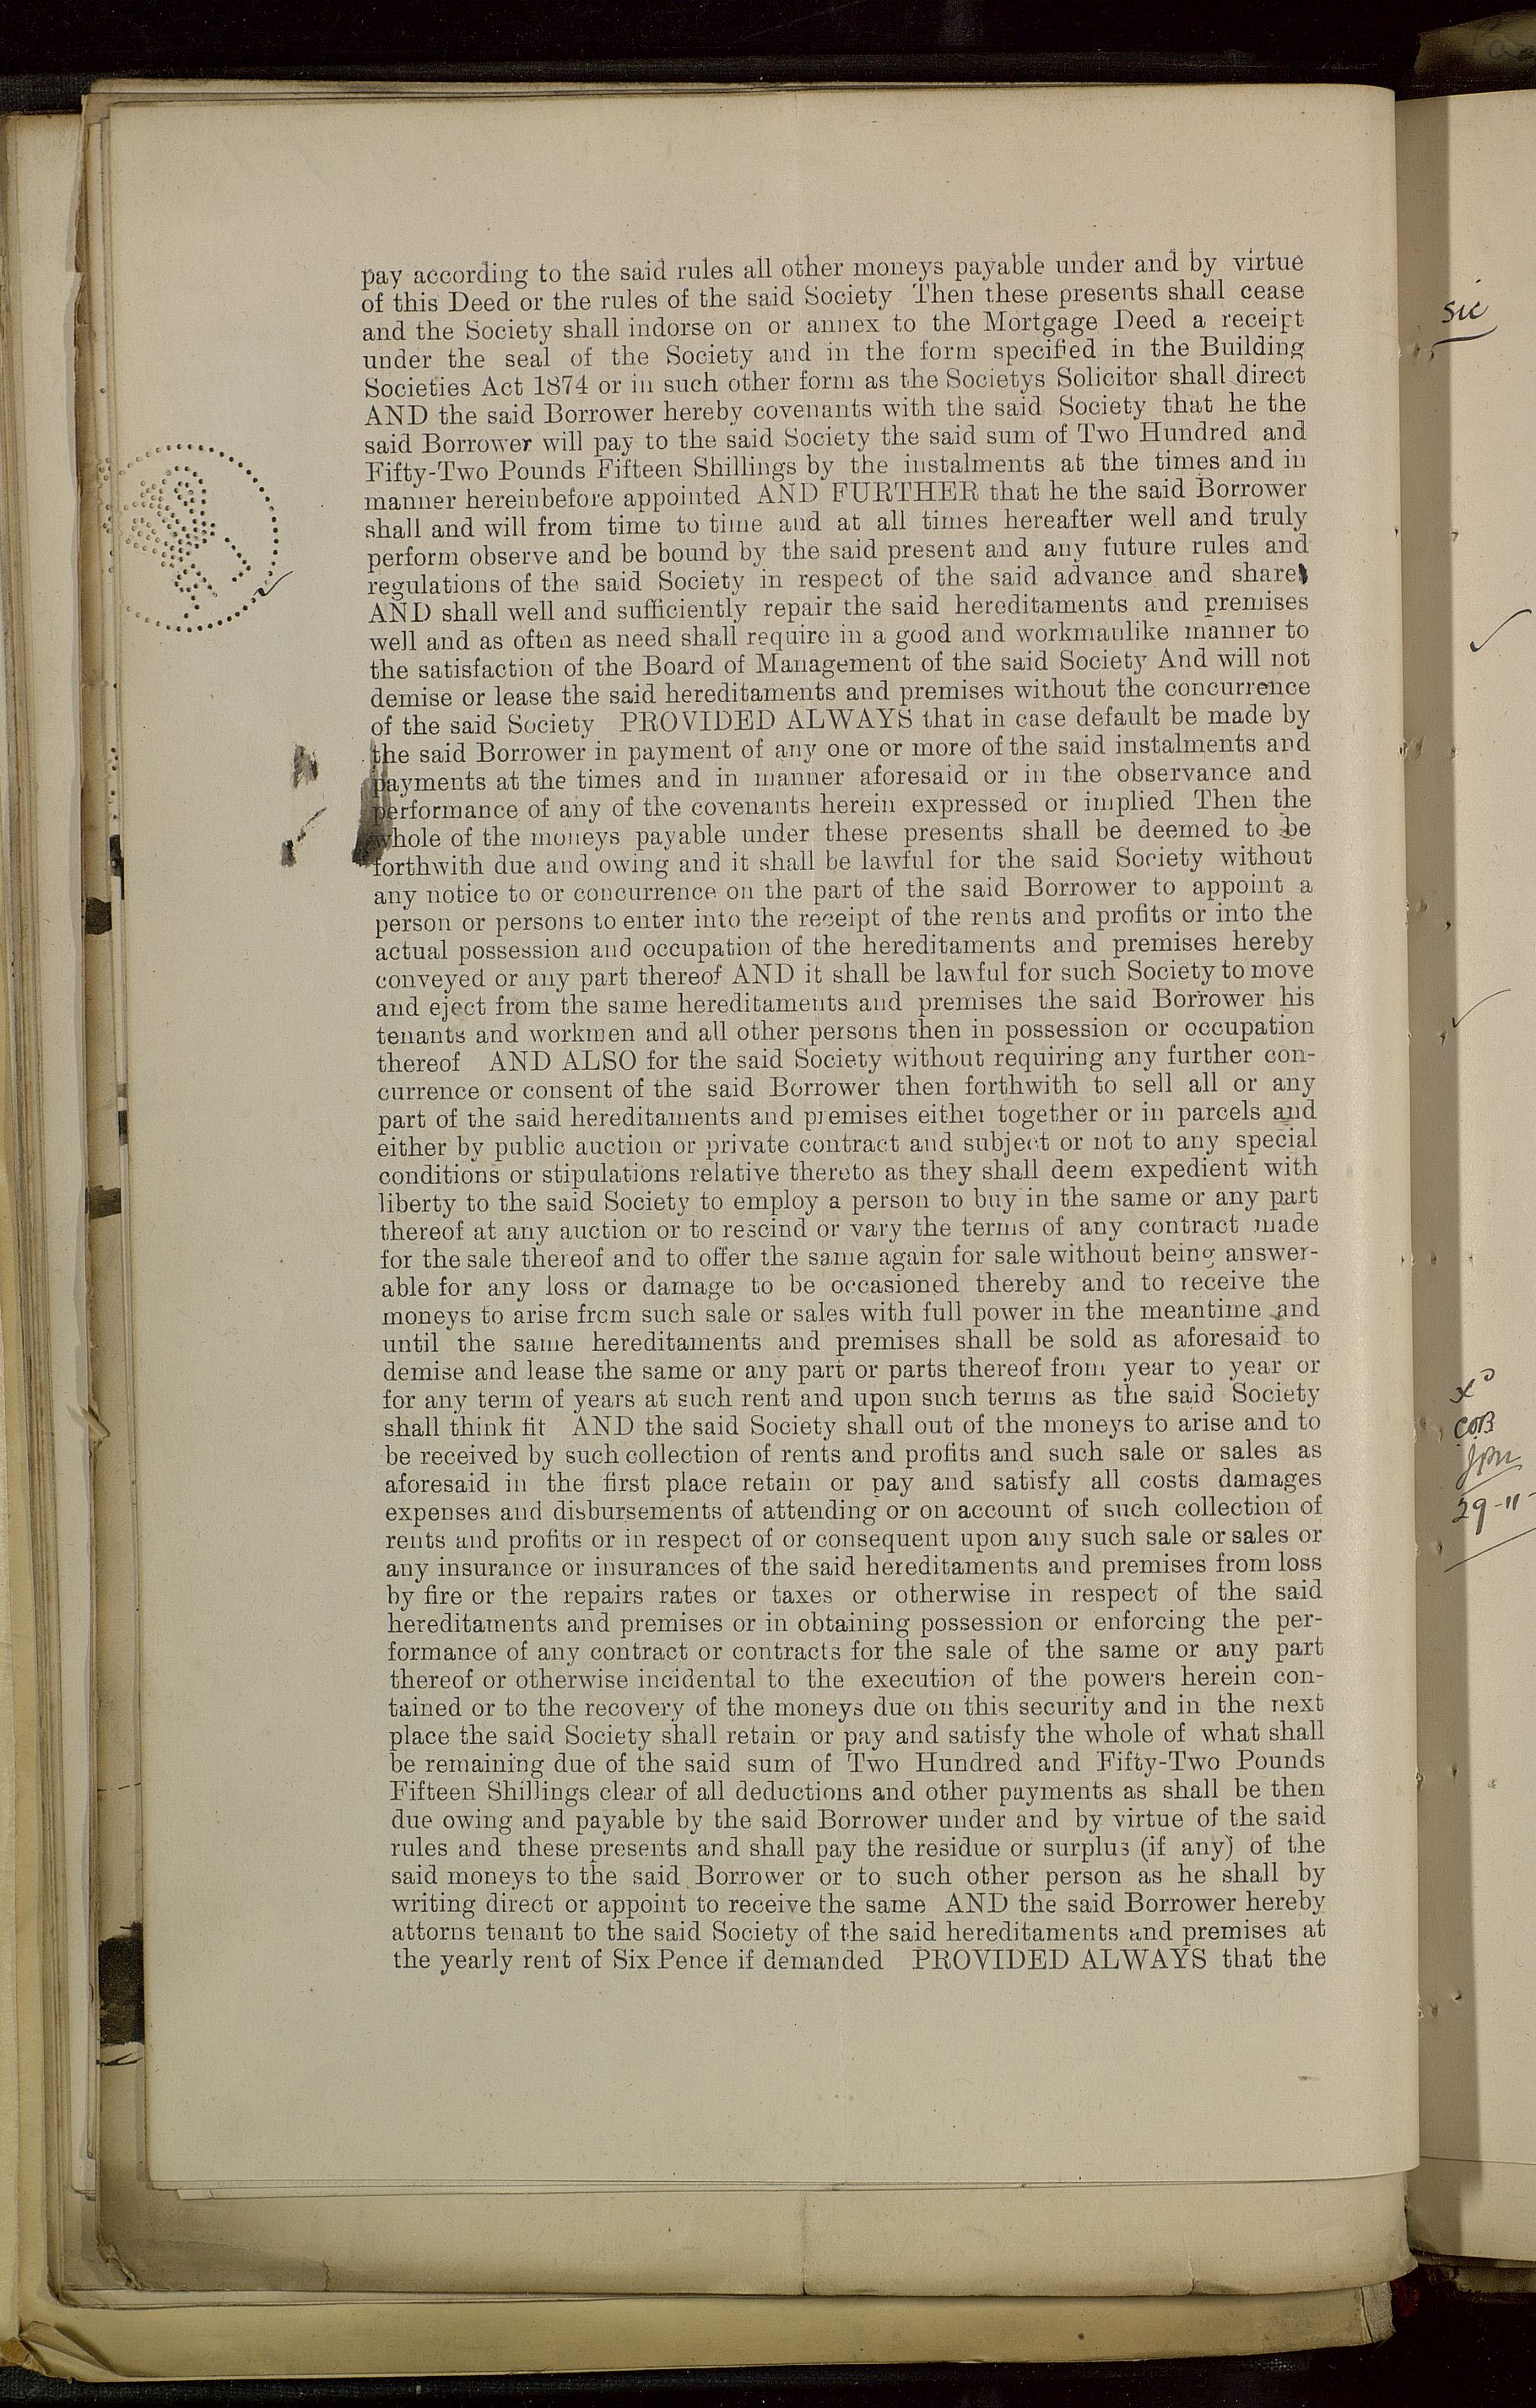 pay according to the said rules all other moneys payable under and by virtue
of this Deed or the rules of the said Society Then these presents shall cease
and the Society shall indorse on or annex to the Mortgage Deed a receipt
under the seal of the Society and in the form specified in the Building
Societies Act 1874 or in such other form as the Societys Solicitor shall direct
AND the said Borrower hereby covenants with the said Society that he the
said Borrower will pay to the said Society the said sum of Two Hundred and
Fifty-Two Pounds Fifteen Shillings by the instalments at the times and in
manner hereinbefore appointed AND FURTHER that he the said Borrower
shall and will from time to time and at all times hereafter well and truly
perform observe and be bound by the said present and any future rules and
regulations of the said Society in respect of the said advance and share
AND shall well and sufficiently repair the said hereditaments and premises
well and as often as need shall require in a good and workmanlike manner to
the satisfaction of the Board of Management of the said Society And will not
demise or lease the said hereditaments and premises without the concurrence
of the said Society PROVIDED ALWAYS that in case default be made by
the said Borrower in payment of any one or more of the said instalments and
payments at the times and in manner aforesaid or in the observance and
performance of any of the covenants herein expressed or implied Then the
whole of the moneys payable under these presents shall be deemed to be
forthwith due and owing and it shall be lawful for the said Society without
any notice to or concurrence on the part of the said Borrower to appoint a
person or persons to enter into the receipt of the rents and profits or into the
actual possession and occupation of the hereditaments and premises hereby
conveyed or any part thereof AND it shall be lawful for such Society to move
and eject from the same hereditaments and premises the said Borrower his
tenants and workmen and all other persons then in possession or occupation
thereof AND ALSO for the said Society without requiring any further con-
currence or consent of the said Borrower then forthwith to sell all or any
part of the said hereditaments and premises either together or in parcels and
either by public auction or private contract and subject or not to any special
conditions or stipulations relative thereto as they shall deem expedient with
liberty to the said Society to employ a person to buy in the same or any part
thereof at any auction or to rescind or vary the terms of any contract made
for the sale thereof and to offer the same again for sale without being answer-
able for any loss or damage to be occasioned thereby and to receive the
moneys to arise from such sale or sales with full power in the meantime and
until the same hereditaments and premises shall be sold as aforesaid to
demise and lease the same or any part or parts thereof from year to year or
for any term of years at such rent and upon such terms as the said Society
shall think fit AND the said Society shall out of the moneys to arise and to
be received by such collection of rents and profits and such sale or sales as
aforesaid in the first place retain or pay and satisfy all costs damages
expenses and disbursements of attending or on account of such collection of
rents and profits or in respect of or consequent upon any such sale or sales or
any insurance or insurances of the said hereditaments and premises from loss
by fire or the repairs rates or taxes or otherwise in respect of the said
hereditaments and premises or in obtaining possession or enforcing the per-
formance of any contract or contracts for the sale of the same or any part
thereof or otherwise incidental to the execution of the powers herein con-
tained or to the recovery of the moneys due on this security and in the next
place the said Society shall retain or pay and satisfy the whole of what shall
be remaining due of the said sum of Two Hundred and Fifty-Two Pounds
Fifteen Shillings clear of all deductions and other payments as shall be then
due owing and payable by the said Borrower under and by virtue of the said
rules and these presents and shall pay the residue or surplus (if any) of the
said moneys to the said Borrower or to such other person as he shall by
writing direct or appoint to receive the same AND the said Borrower hereby
attorns tenant to the said Society of the said hereditaments and premises at
the yearly rent of Six Pence if demanded PROVIDED ALWAYS that the
sic
29-11-